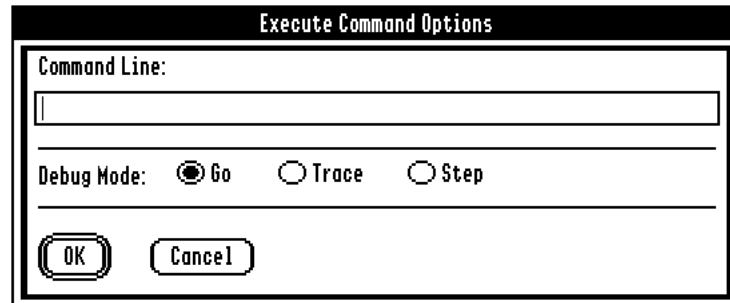 Execute Command Options
Command Line:
Debug Mode: Go Trace Step
OK Cancel